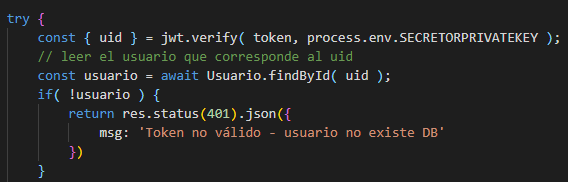 try {
const { uid } = jwt.verify( token, process.env.SECRETORPRIVATEKEY );
// leer el usuario que corresponde al uid
const usuario = await Usuario.findById( uid );
if( !usuario ) {
return res.status(401).json({
msg: 'Token no válido - usuario no existe DB'
})
}